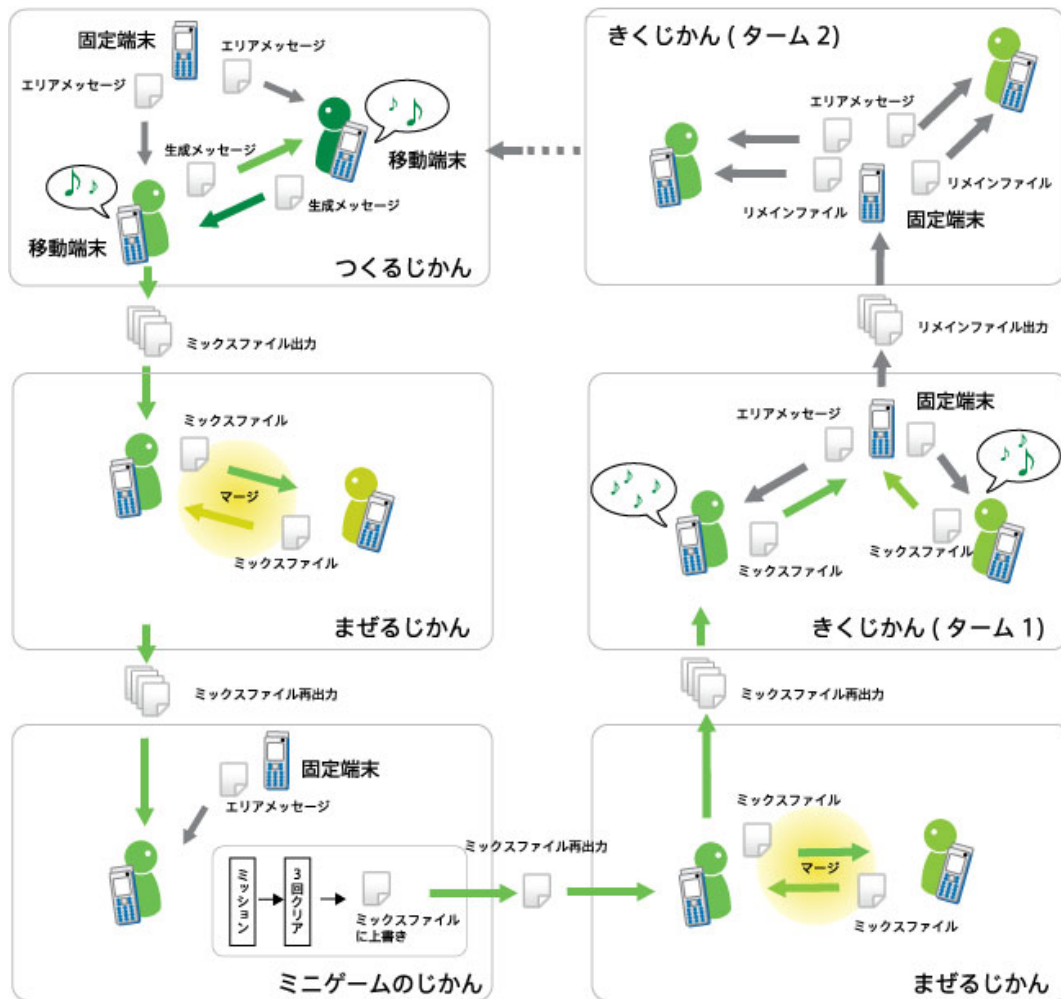 固定端末
エリアメッセージ
エリアメッセージ
生成メッセージ
移動端末
生成メッセージ
移動端末
つくるじかん
ミックスファイル出力
ミックスファイル
マージ
ミックスファイル
まぜるじかん
ミックスファイル再出力
固定端末
エリアメッセージ
ミッション
3回クリア
ミックスファイル
に上書き
ミニゲームのじかん
ミックスファイル再出力
ミックスファイル
マージ
ミックスファイル
まぜるじかん
ミックスファイル再出力
固定端末
エリアメッセージ
ミックスファイル
ミックスファイル
きくじかん ( ターム 1)
リメインファイル出力
きくじかん ( ターム 2)
エリアメッセージ
リメインファイル
リメインファイル
固定端末